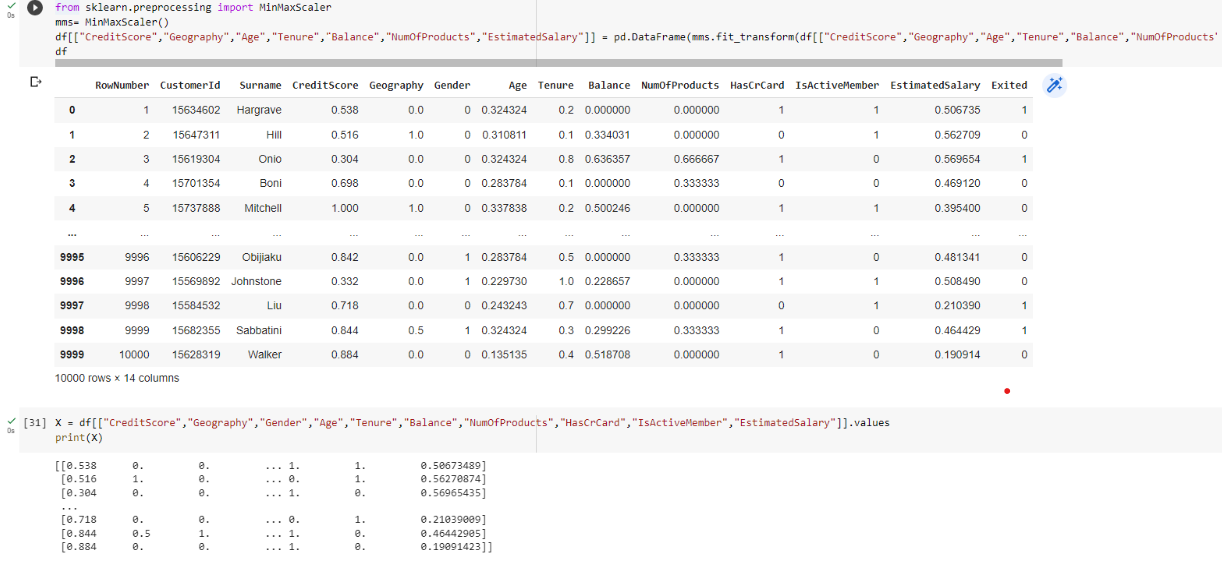 from sklearn.preprocessing import MinMaxScaler
mms= MinMaxScaler()
df[["CreditScore","Geography","Age","Tenure","Balance","NumOfProducts","EstimatedSalary"]] = pd.DataFrame(mms.fit_transform(df[["CreditScore","Geography","Age","Tenure","Balance","NumOfProducts"
df
0s
RowNumber CustomerId Surname CreditScore Geography Gender Age Tenure Balance NumOfProducts HasCrCard IsActiveMember EstimatedSalary Exited
0 1 15634602 Hargrave 0.538 0.0 0 0.324324 0.2 0.000000 0.000000 1 1 0.506735 1
1 2 15647311 Hill 0.516 1.0 0 0.310811 0.1 0.334031 0.000000 0 1 0.562709 0
2 3 15619304 Onio 0.304 0.0 0 0.324324 0.8 0.636357 0.666667 1 0 0.569654 1
3 4 15701354 Boni 0.698 0.0 0 0.283784 0.1 0.000000 0.333333 0 0 0.469120 0
4 5 15737888 Mitchell 1.000 1.0 0 0.337838 0.2 0.500246 0.000000 1 1 0.395400 0
... ... ... ... ... ... ... ... ... ... ... ... ... ... ...
9995 9996 15606229 Obijiaku 0.842 0.0 1 0.283784 0.5 0.000000 0.333333 1 0 0.481341 0
9996 9997 15569892 Johnstone 0.332 0.0 1 0.229730 1.0 0.228657 0.000000 1 1 0.508490 0
9997 9998 15584532 Liu 0.718 0.0 0 0.243243 0.7 0.000000 0.000000 0 1 0.210390 1
9998 9999 15682355 Sabbatini 0.844 0.5 1 0.324324 0.3 0.299226 0.333333 1 0 0.464429 1
9999 10000 15628319 Walker 0.884 0.0 0 0.135135 0.4 0.518708 0.000000 1 0 0.190914 0
10000 rows × 14 columns
[31] X = df[["CreditScore","Geography","Gender","Age","Tenure","Balance","NumOfProducts","HasCrCard","IsActiveMember","EstimatedSalary"]].values
0s print(X)
[[0.538 0. 0. ... 1. 1. 0.50673489]
[0.516 1. 0. ... 0. 1. 0.56270874]
[0.304 0. 0. ... 1. 0. 0.56965435]
...
[0.718 0. 0. ... 0. 1. 0.21039009]
[0.844 0.5 1. ... 1. 0. 0.46442905]
[0.884 0. 0. ... 1. 0. 0.19091423]]